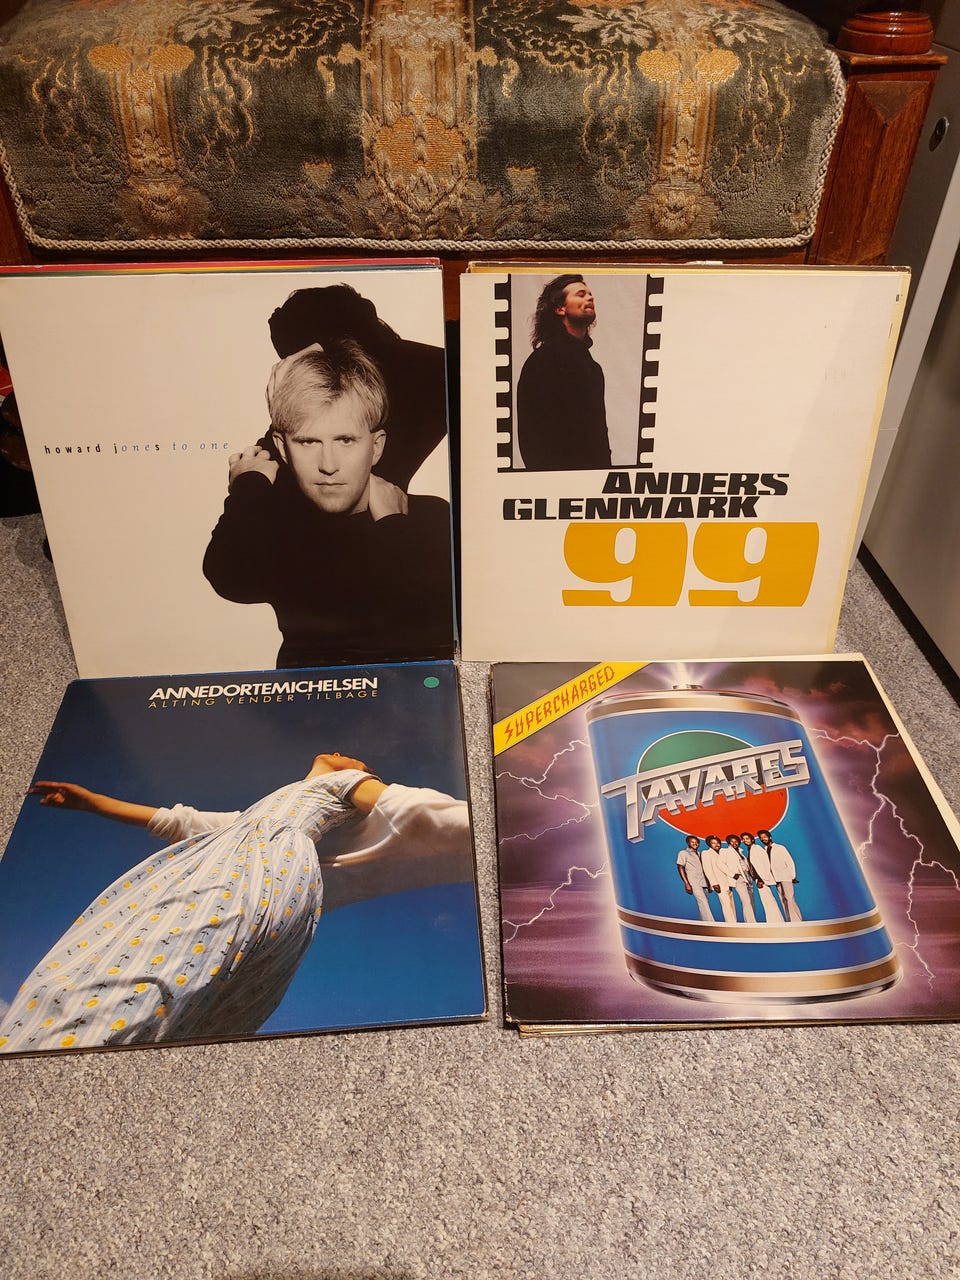 howard jones to one
ANDERS
GLENMARK
99
ANNEDORTEMICHELSEN
ALTING VENDER TILBAGE
SUPERCHARGED
TAVARES